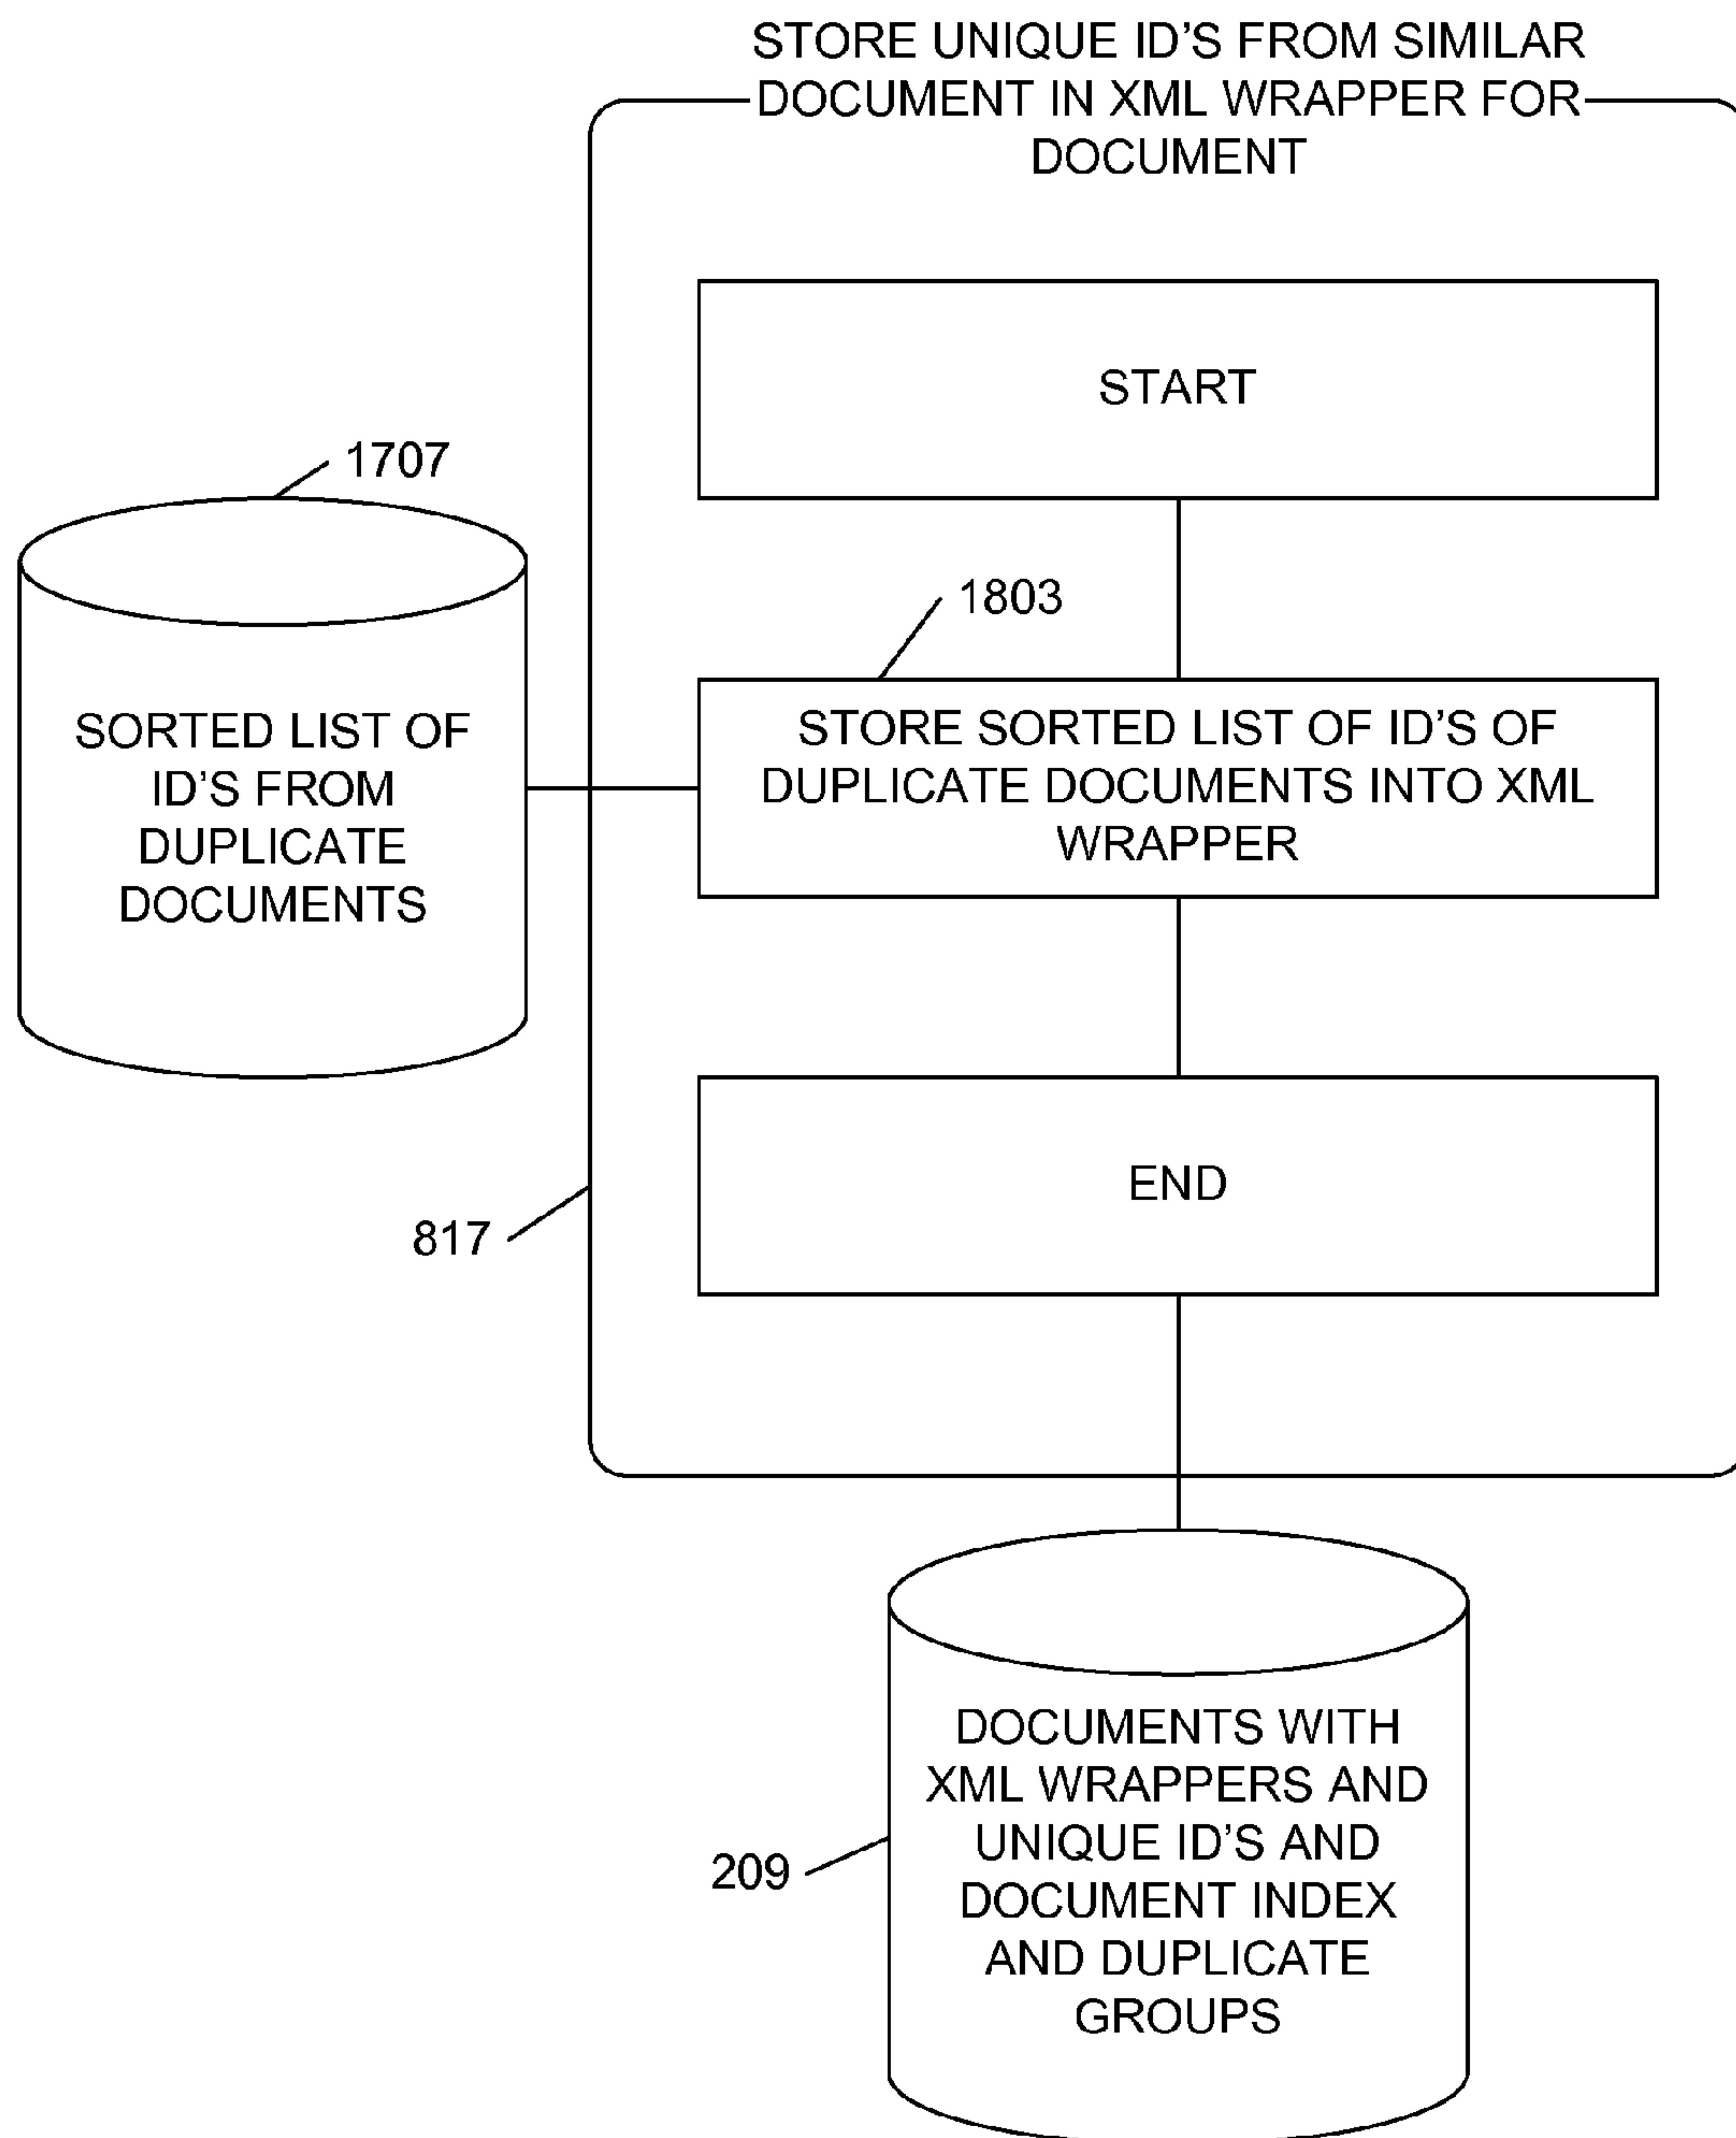 STORE UNIQUE ID'S FROM SIMILAR
DOCUMENT IN XML WRAPPER FOR
DOCUMENT
START
1707
1803
SORTED LIST OF
ID'S FROM
DUPLICATE
DOCUMENTS
STORE SORTED LIST OF ID'S OF
DUPLICATE DOCUMENTS INTO XML
WRAPPER
END
817
DOCUMENTS WITH
XML WRAPPERS AND
UNIQUE ID'S AND
DOCUMENT INDEX
AND DUPLICATE
GROUPS
209